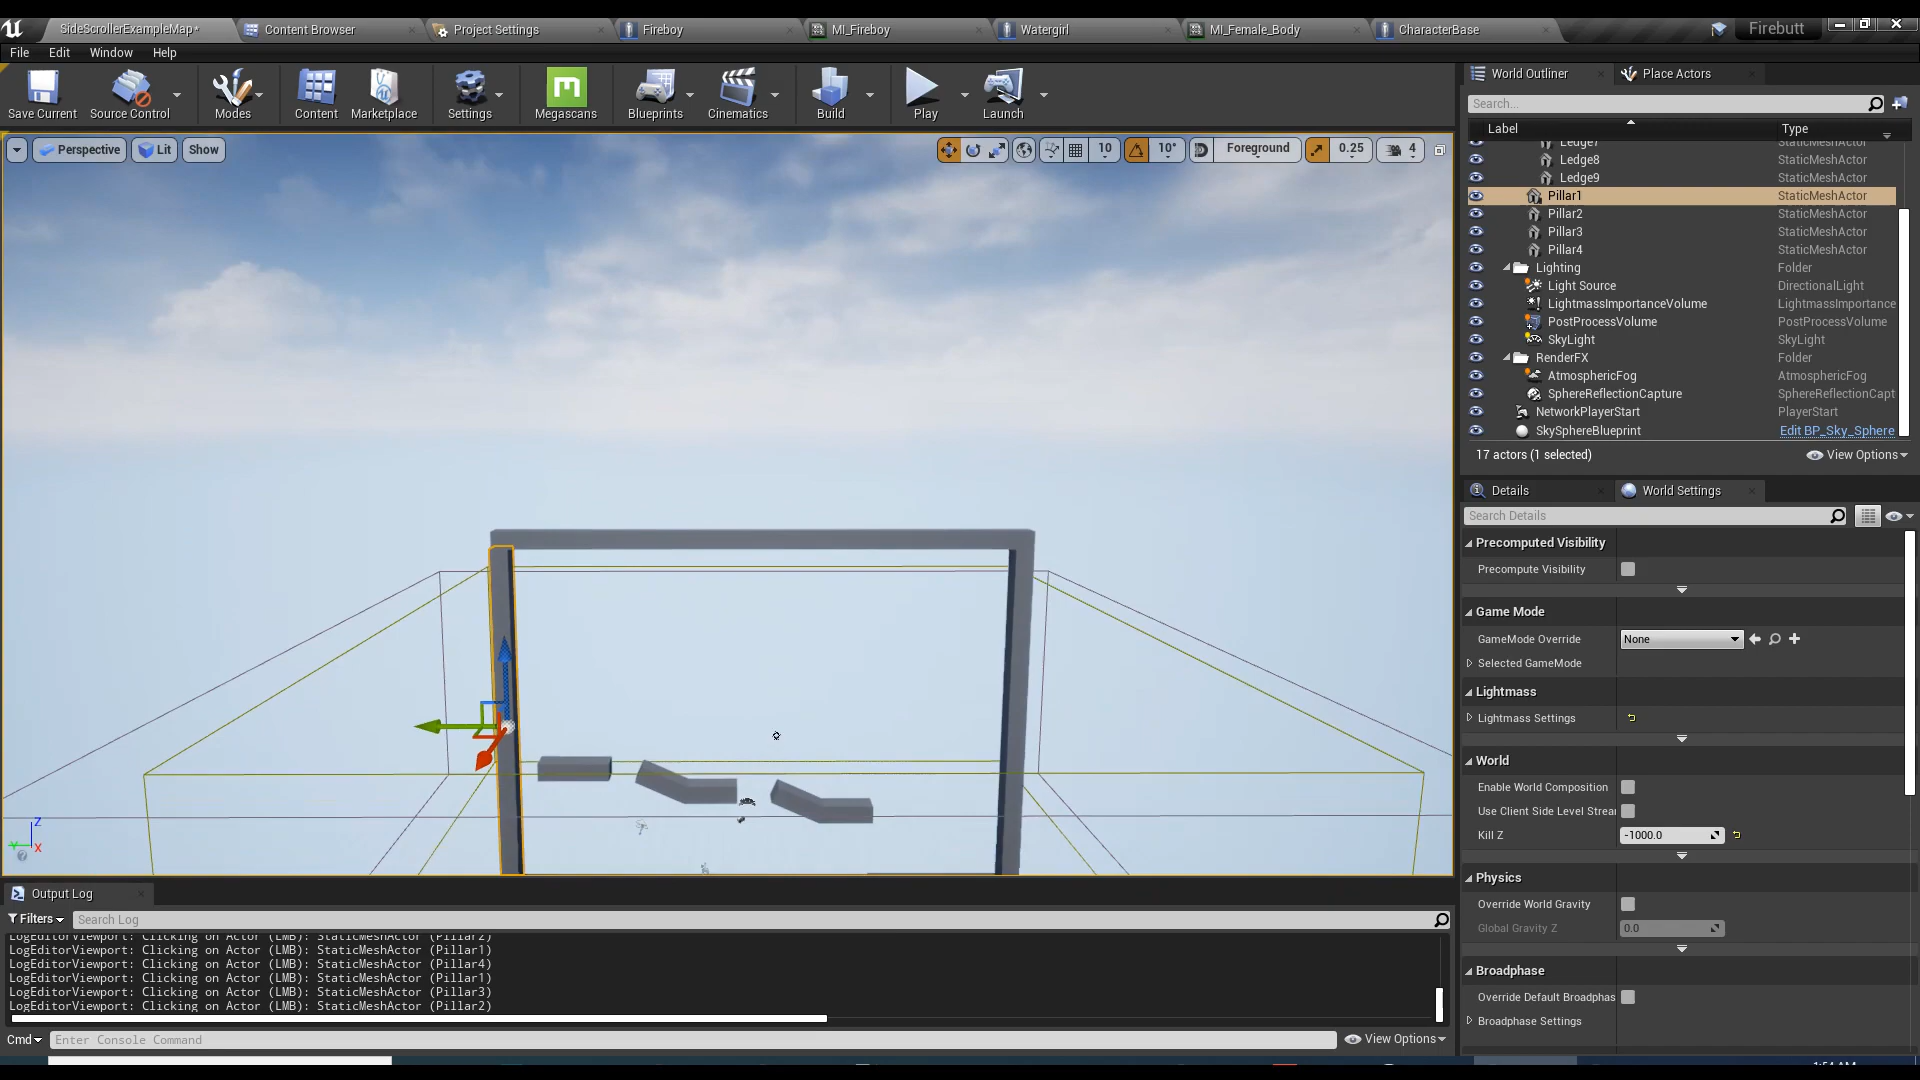 SideScrollerExampleMap*
Content Browser
Project Settings
Fireboy
MI_Fireboy
Watergirl
MI_Female_Body
CharacterBase
Firebutt
File Edit Window Help
Save Current
Source Control
Modes
Content
Marketplace
Settings
Megascans
Blueprints
Cinematics
Build
Play
Launch
World Outliner
Place Actors
Search...
Label Type
Perspective
Lit
Show
10
10°
Foreground
0.25
4
Ledge7 StaticMeshActor
Ledge8 StaticMeshActor
Ledge9 StaticMeshActor
Pillar1 StaticMeshActor
Pillar2 StaticMeshActor
Pillar3 StaticMeshActor
Pillar4 StaticMeshActor
Lighting Folder
Light Source DirectionalLight
LightmassImportanceVolume LightmassImportance
PostProcessVolume PostProcessVolume
SkyLight SkyLight
RenderFX Folder
AtmosphericFog AtmosphericFog
SphereReflectionCapture SphereReflectionCapt
NetworkPlayerStart PlayerStart
SkySphereBlueprint Edit BP_Sky_Sphere
17 actors (1 selected)
View Options
Details
World Settings
Search Details
Precomputed Visibility
Precompute Visibility
Game Mode
GameMode Override None
Selected GameMode
Lightmass
Lightmass Settings
World
Enable World Composition
Use Client Side Level Strea
Kill Z -1000.0
Physics
Override World Gravity
Global Gravity Z 0.0
Broadphase
Override Default Broadphas
Broadphase Settings
Z
Y
X
Output Log
Filters
Search Log
LogEditorViewport: Clicking on Actor (LMB): StaticMeshActor (Pillar2)
LogEditorViewport: Clicking on Actor (LMB): StaticMeshActor (Pillar1)
LogEditorViewport: Clicking on Actor (LMB): StaticMeshActor (Pillar4)
LogEditorViewport: Clicking on Actor (LMB): StaticMeshActor (Pillar1)
LogEditorViewport: Clicking on Actor (LMB): StaticMeshActor (Pillar3)
LogEditorViewport: Clicking on Actor (LMB): StaticMeshActor (Pillar2)
Cmd
Enter Console Command
View Options
1:54 AM